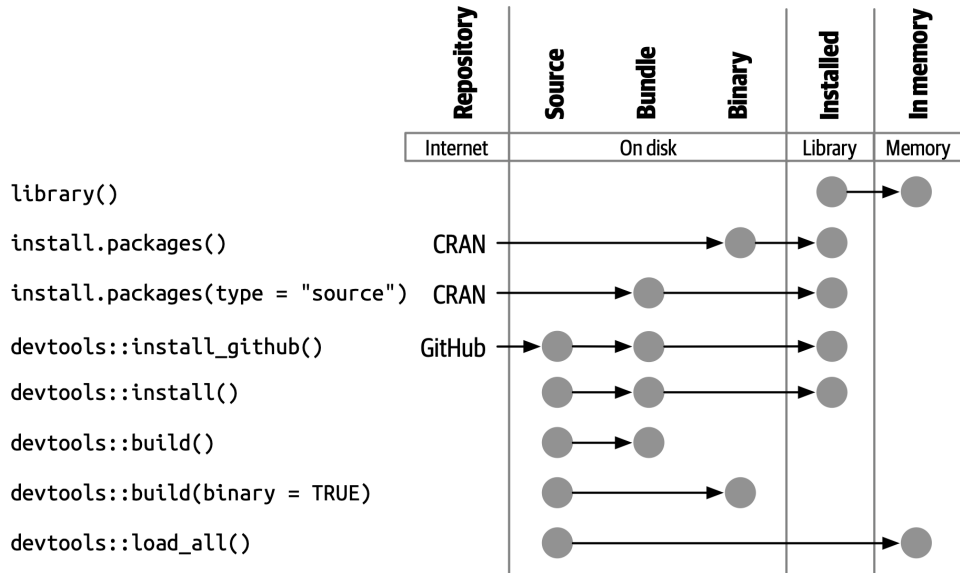 Repository Source Bundle Binary Installed In memory
Internet On disk Library Memory
library()
install.packages() CRAN
install.packages(type = "source") CRAN
devtools::install_github() GitHub
devtools::install()
devtools::build()
devtools::build(binary = TRUE)
devtools::load_all()